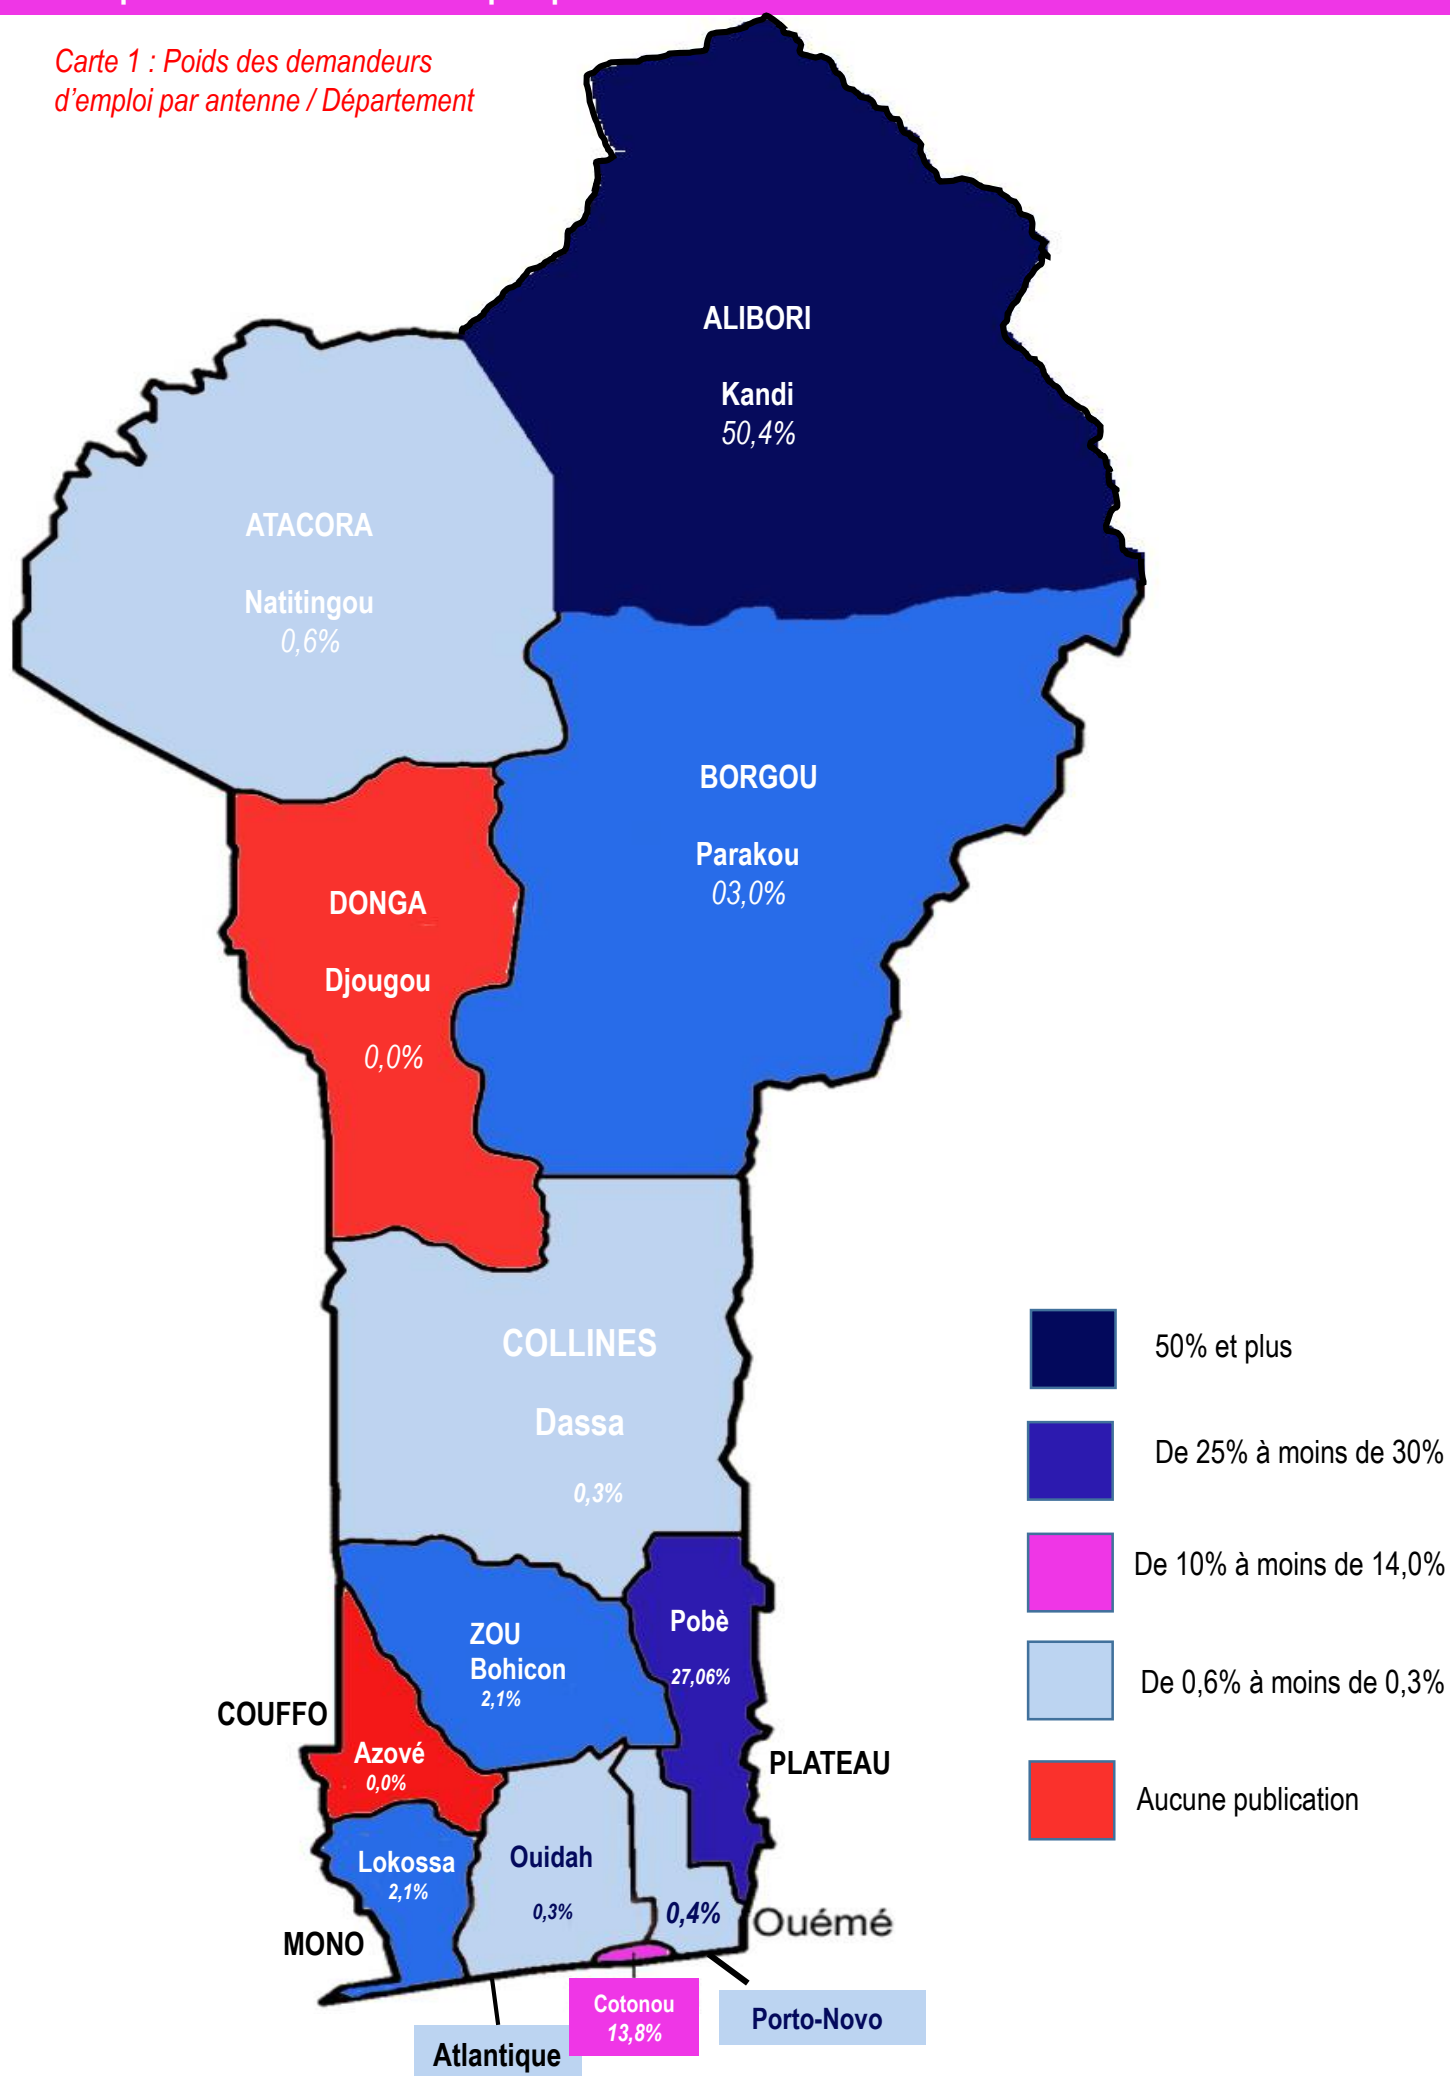 Carte 1 : Poids des demandeurs
d'emploi par antenne / Département
ALIBORI
Kandi
50,4%
ATACORA
Natitingou
0,6%
BORGOU
Parakou
03,0%
DONGA
Djougou
0,0%
COLLINES
Dassa
0,3%
50% et plus
De 25% à moins de 30%
De 10% à moins de 14,0%
De 0,6% à moins de 0,3%
Aucune publication
Pobè
27,06%
PLATEAU
ZOU
Bohicon
2,1%
COUFFO
Azové
0,0%
Lokossa
2,1%
MONO
Ouidah
0,3%
0,4%
Ouémé
Cotonou
13,8%
Porto-Novo
Atlantique